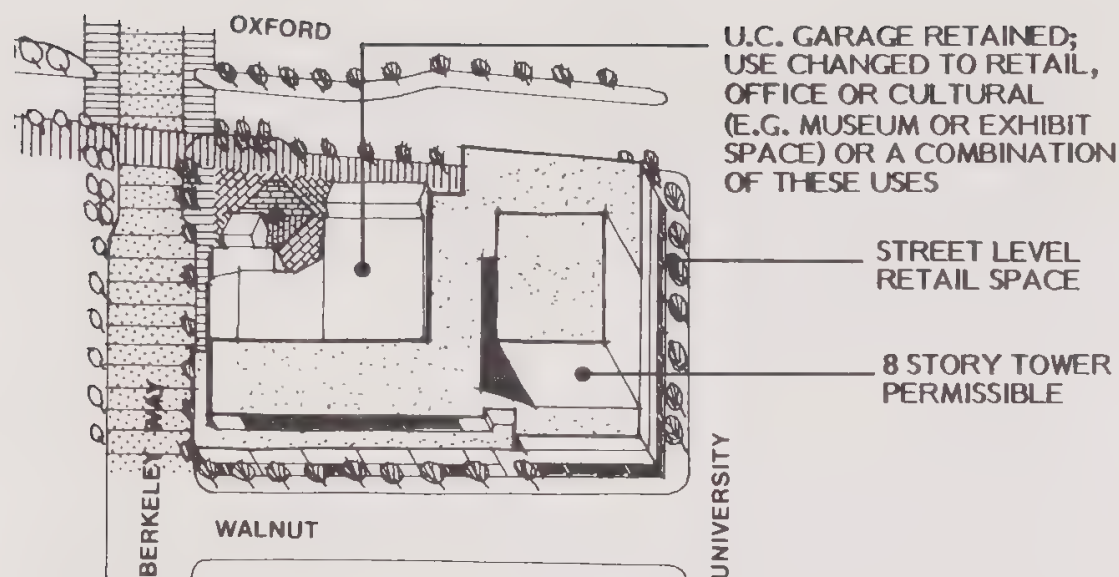 OXFORD
U.C. GARAGE RETAINED;
USE CHANGED TO RETAIL,
OFFICE OR CULTURAL
(E.G. MUSEUM OR EXHIBIT
SPACE) OR A COMBINATION
OF THESE USES
STREET LEVEL
RETAIL SPACE
8 STORY TOWER
PERMISSIBLE
BERKELEY WAY
WALNUT
UNIVERSITY